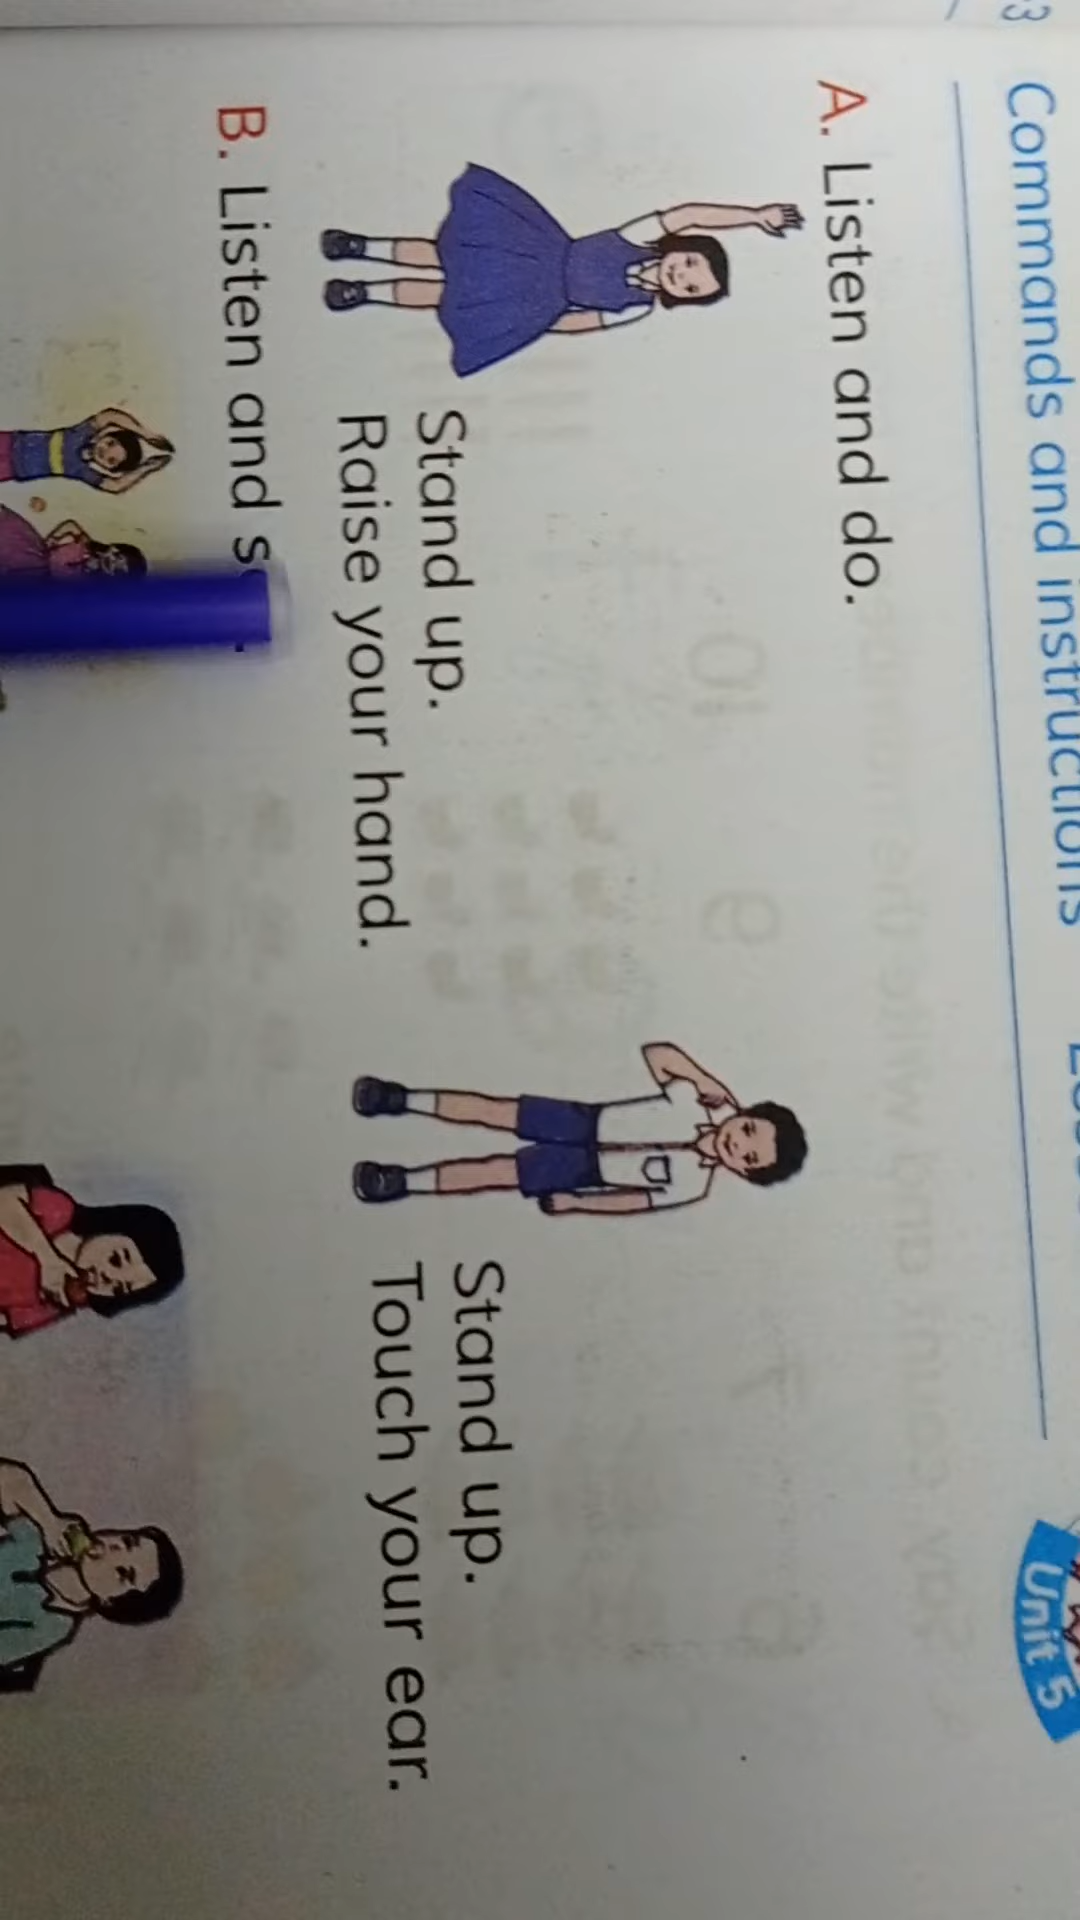 Commands and instructions
Unit 5
A. Listen and do.
Stand up.
Raise your hand.
Stand up.
Touch your ear.
B. Listen and